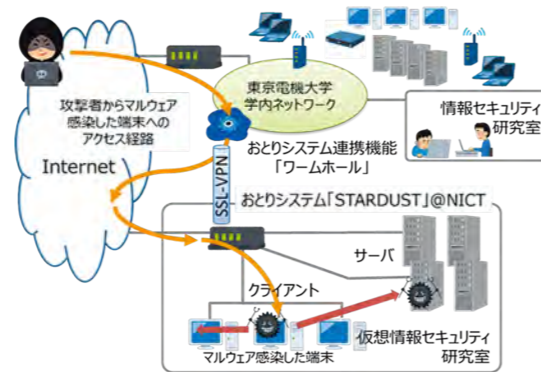 東京電機大学
学内ネットワーク
攻撃者からマルウェア
感染した端末への
アクセス経路
Internet
情報セキュリティ
研究室
おとりシステム連携機能
「ワームホール」
SSL-VPN
おとりシステム「STARDUST」@NICT
サーバ
クライアント
マルウェア感染した端末
仮想情報セキュリティ
研究室